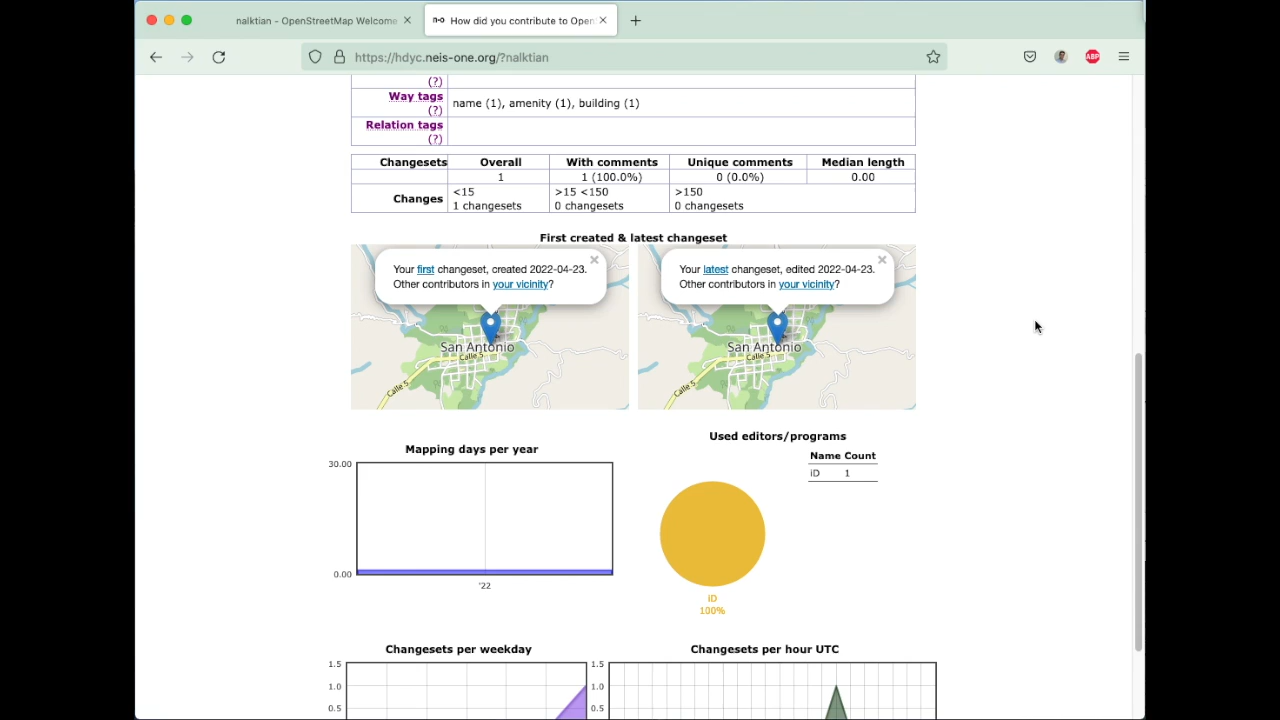 nalktian - OpenStreetMap Welcome
n-o How did you contribute to Open
https://hdyc.neis-one.org/?nalktian
ABP
(?)
Way tags
(?)
name (1), amenity (1), building (1)
Relation tags
(?)
Changesets Overall With comments Unique comments Median length
1 1 (100.0%) 0 (0.0%) 0.00
Changes
<15 >15 <150 >150
1 changesets 0 changesets 0 changesets
First created & latest changeset
Your first changeset, created 2022-04-23.
Other contributors in your vicinity?
San Antonio
Calle 5
Calle 5
Your latest changeset, edited 2022-04-23.
Other contributors in your vicinity?
San Antonio
Calle 5
Calle 5
Mapping days per year
30.00
0.00
'22
Used editors/programs
Name Count
iD 1
iD
100%
Changesets per weekday
1.5
1.0
0.5
Changesets per hour UTC
1.5
1.0
0.5